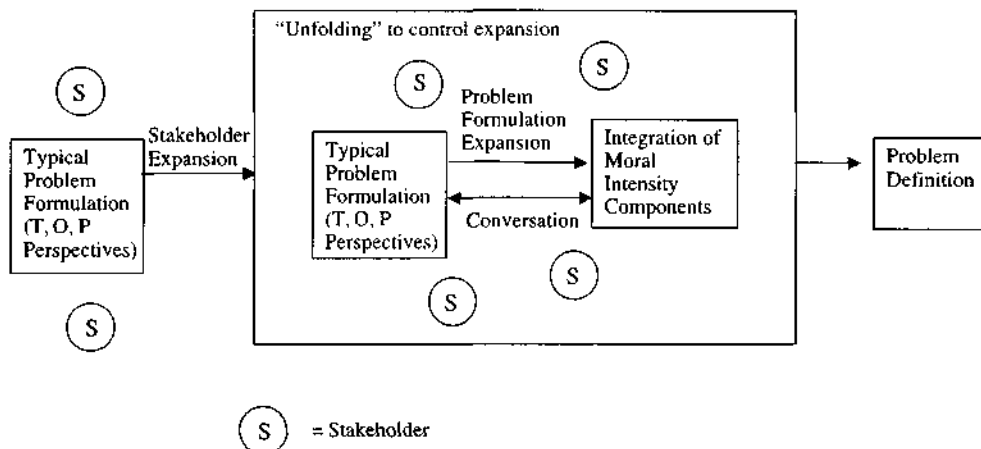 “Unfolding” to control expansion
S
S
S
Stakeholder
Expansion
Typical
Problem
Formulation
(T, O, P
Perspectives)
Problem
Formulation
Expansion
Typical
Problem
Formulation
(T, O, P
Perspectives)
Conversation
Integration of
Moral
Intensity
Components
Problem
Definition
S
S
S
S = Stakeholder